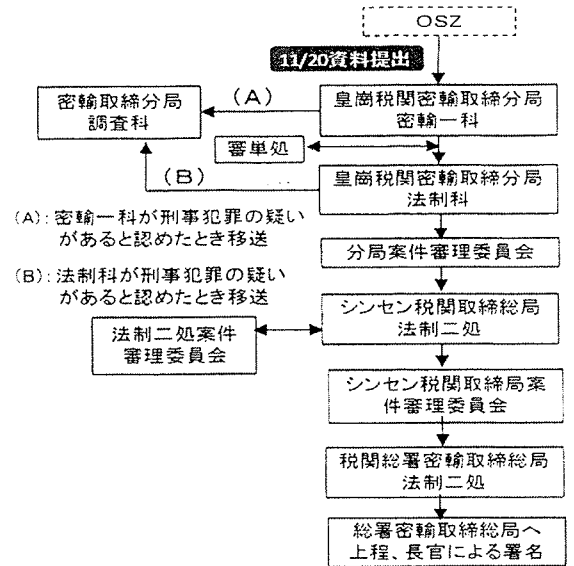 OSZ
11/20資料提出
密輸取締分局
調査科
(A)
皇崗税関密輸取締分局
密輸一科
審単処
(B)
...
皇崗税関密輸取締分局
法制科
(A): 密輸一科が刑事犯罪の疑い
があると認めたとき移送
分局案件審理委員会
(B): 法制科が刑事犯罪の疑い
があると認めたとき移送
シンセン税関取締総局
法制二処
法制二処案件
審理委員会
シンセン税関取締局案
件審理委員会
税関総署密輸取締総局
法制二処
総署密輸取締総局へ
上程、長官による署名